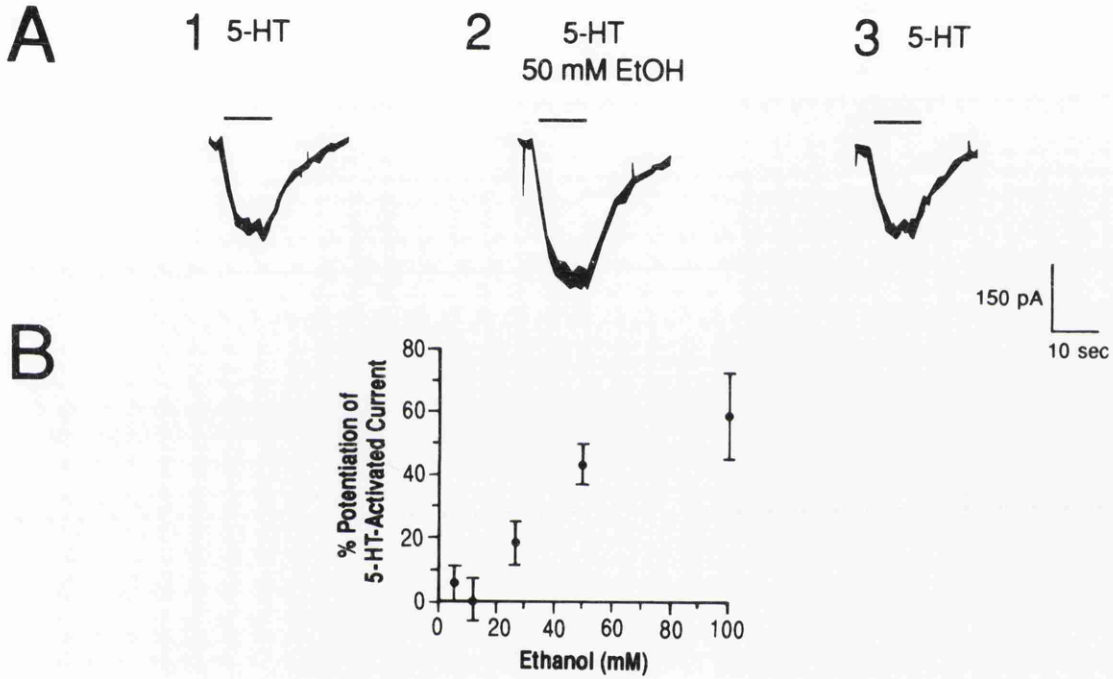 A
1 5-HT
2 5-HT
50 mM EtOH
3 5-HT
150 pA
10 sec
B
% Potentiation of
5-HT-Activated Current
80
60
40
20
0
0 20 40 60 80 100
Ethanol (mM)